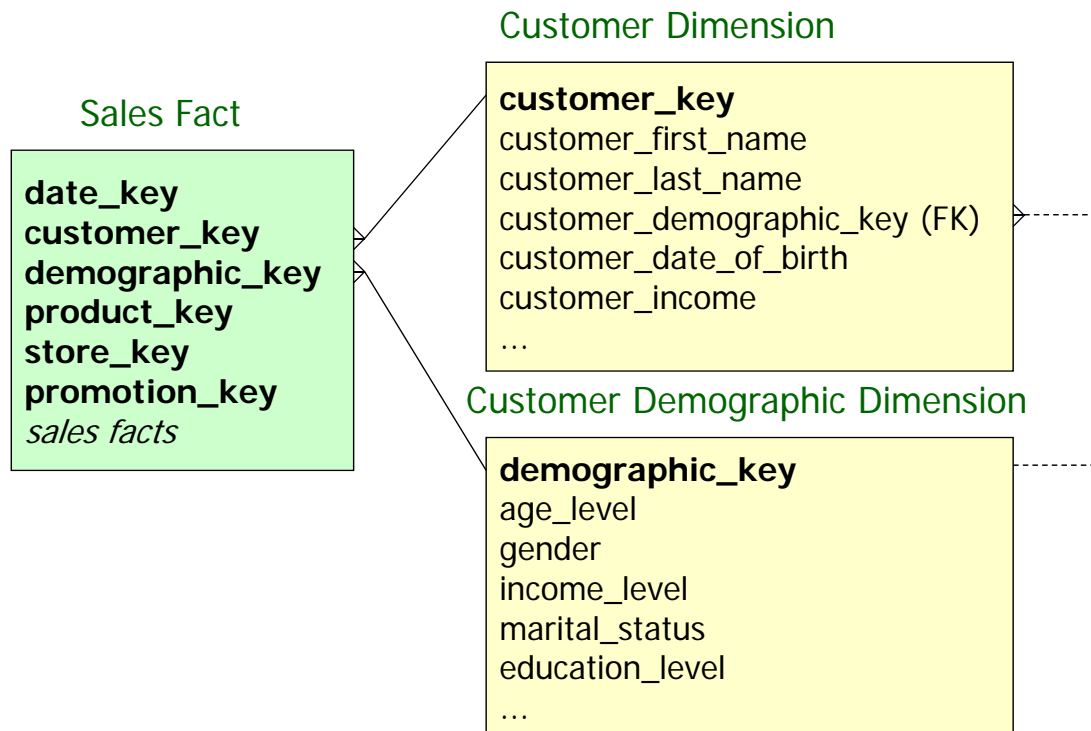 Customer Dimension
customer_key
customer_first_name
customer_last_name
customer_demographic_key (FK)
customer_date_of_birth
customer_income
...
Sales Fact
date_key
customer_key
demographic_key
product_key
store_key
promotion_key
sales facts
Customer Demographic Dimension
demographic_key
age_level
gender
income_level
marital_status
education_level
...